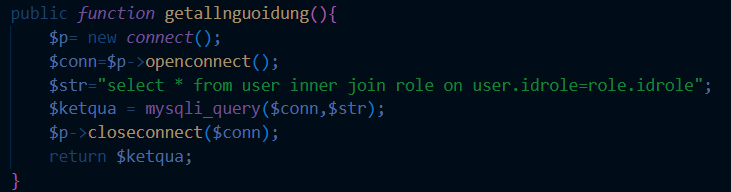 public function getallnguoidung(){
$p= new connect();
$conn=$p->openconnect();
$str="select * from user inner join role on user.idrole=role.idrole";
$ketqua = mysqli_query($conn,$str);
$p->closeconnect($conn);
return $ketqua;
}